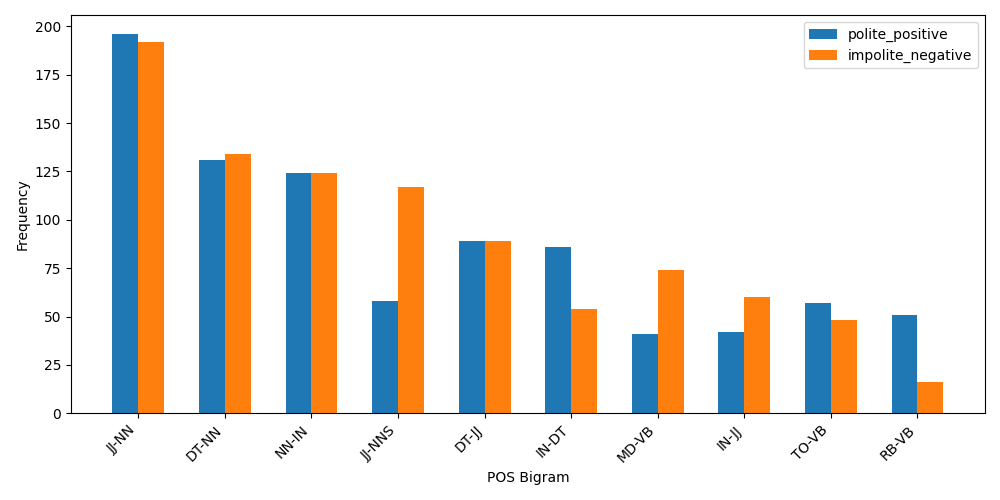 200
175
150
125
100
75
50
25
0
Frequency
polite_positive
impolite_negative
JJ-NN
DT-NN
NN-IN
JJ-NNS
DT-JJ
IN-DT
MD-VB
IN-JJ
TO-VB
RB-VB
POS Bigram